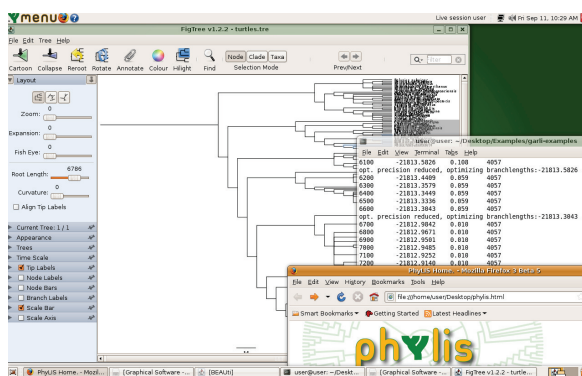 menu
Live session user Fri Sep 11, 10:29 AM
FigTree v1.2.2 - turtles.tre
File Edit Tree Help
Cartoon Collapse Reroot Rotate Annotate Colour Hilight Find
Node Clade Taxa
Selection Mode
Prev/Next
Layout
Zoom:
0
Expansion:
0
Fish Eye:
0
Root Length:
6786
Curvature:
0
Align Tip Labels
Current Tree: 1 / 1
Appearance
Trees
Time Scale
Tip Labels
Node Labels
Node Bars
Branch Labels
Scale Bar
Scale Axis
user: ~/Desktop/Examples/garli-examples
File Edit View Terminal Tabs Help
6100 -21813.5826 0.108 4057
opt. precision reduced, optimizing branchlengths:-21813.5826
6200 -21813.4409 0.059 4057
6300 -21813.3579 0.059 4057
6400 -21813.3449 0.059 4057
6500 -21813.3336 0.059 4057
6600 -21813.3043 0.059 4057
opt. precision reduced, optimizing branchlengths:-21813.3043
6700 -21812.9842 0.010 4057
6800 -21812.9671 0.010 4057
6900 -21812.9501 0.010 4057
7000 -21812.9485 0.010 4057
7100 -21812.9252 0.010 4057
7200 -21812.9140 0.010 4057
PhyLIS Home. - Mozilla Firefox 3 Beta 5
File Edit View History Bookmarks Tools Help
file:///home/user/Desktop/phylis.html
Smart Bookmarks Getting Started Latest Headlines
phylis
PhyLIS Home. - Mozil... [Graphical Software -... [BEAUti] user@user: ~/Deskt... [Graphical Software -... FigTree v1.2.2 - turtle...